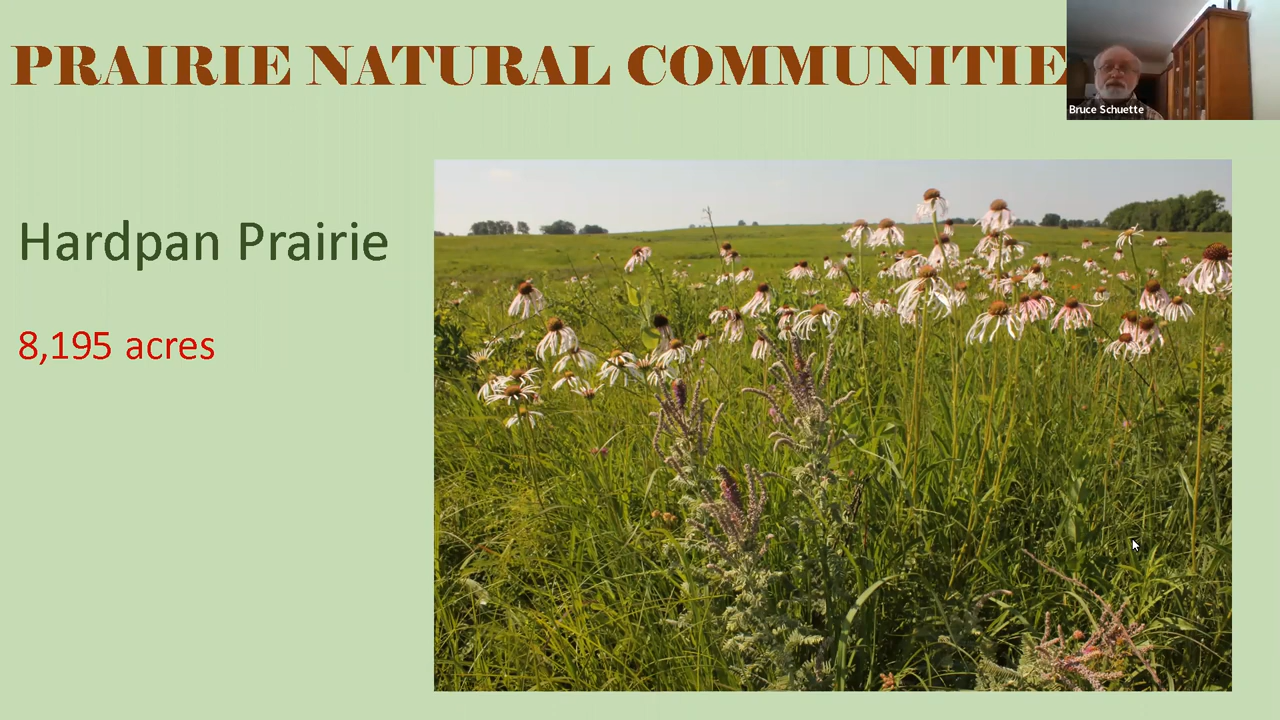 PRAIRIE NATURAL COMMUNITIE
Bruce Schuette
Hardpan Prairie
8,195 acres